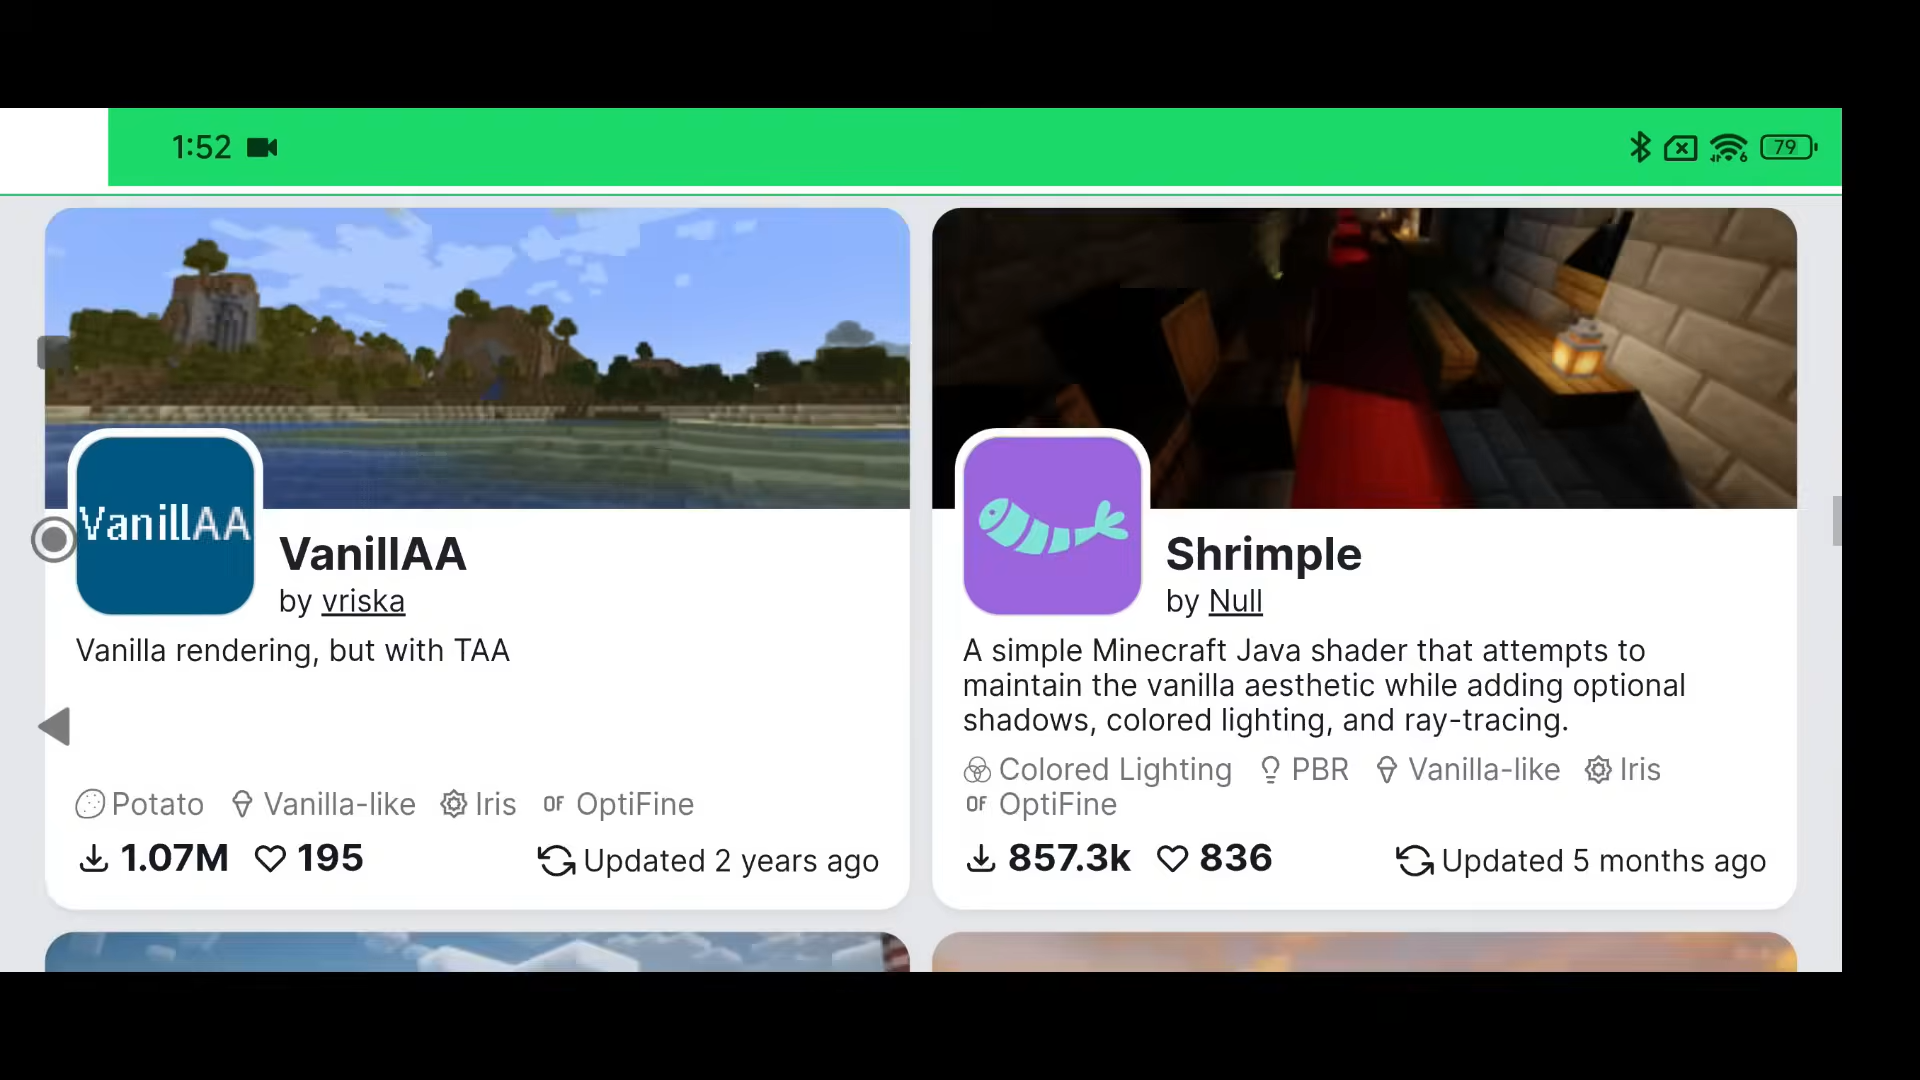 1:52
79
VanillAA
VanillAA
by vriska
Vanilla rendering, but with TAA
Potato Vanilla-like Iris OF OptiFine
1.07M 195 Updated 2 years ago
Shrimple
by Null
A simple Minecraft Java shader that attempts to
maintain the vanilla aesthetic while adding optional
shadows, colored lighting, and ray-tracing.
Colored Lighting PBR Vanilla-like Iris
OF OptiFine
857.3k 836 Updated 5 months ago